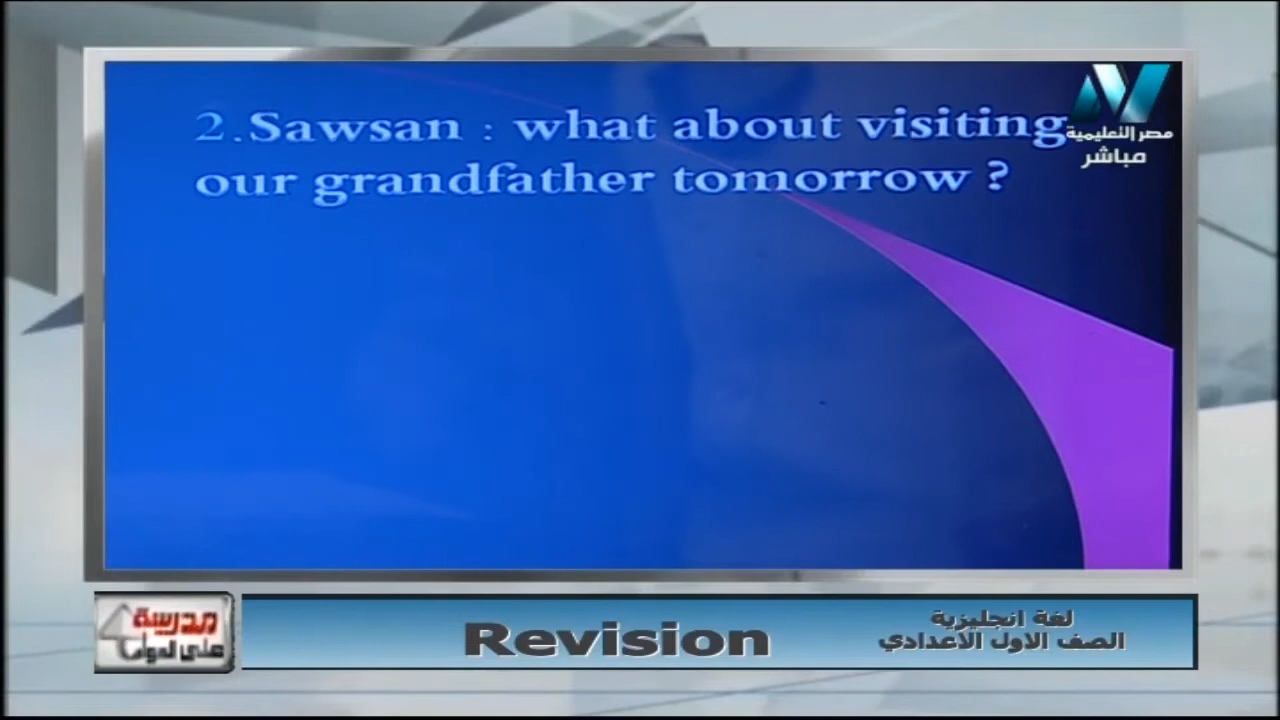 2.Sawsan : what about visiting
our grandfather tomorrow ?
مصر التعليمية
مباشر
مدرسة
على الهواء
Revision
لغة انجليزية
الصف الاول الاعدادي